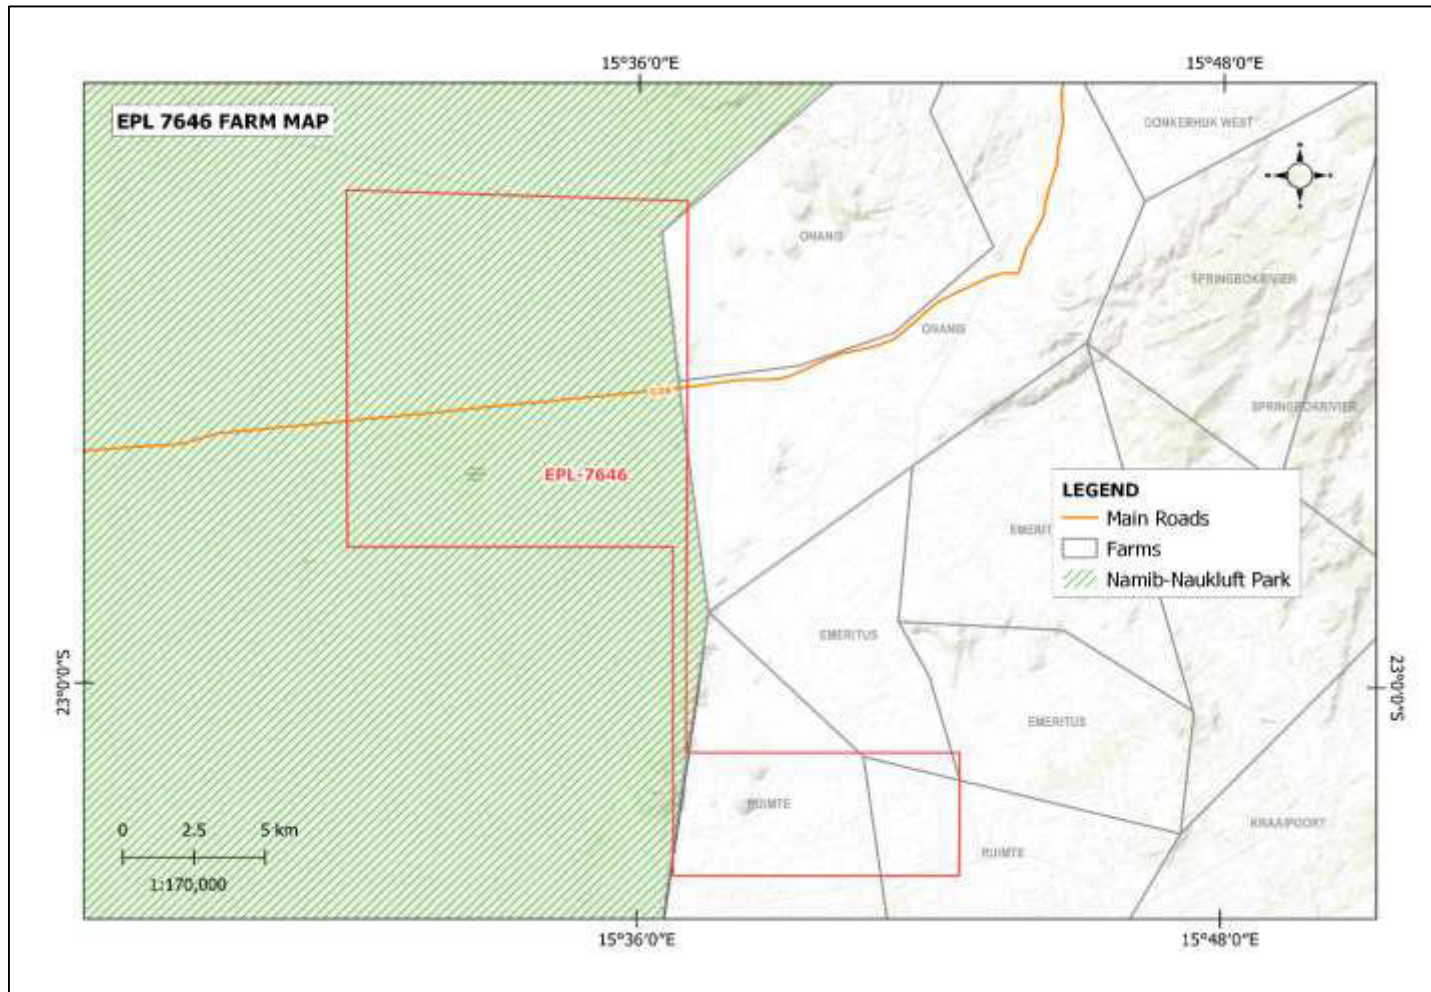 15°36'0"E
15°48'0"E
EPL 7646 FARM MAP
DONKERHUK WEST
ONANIS
SPRINGBOKRIVIER
ONANIS
SPRINGBOKRIVIER
EPL-7646
LEGEND
Main Roads
Farms
Namib-Naukluft Park
EMERITUS
23°0'0"S
23°0'0"S
EMERITUS
RUIMTE
KRAAIPOORT
RUIMTE
0 2.5 5 km
1:170,000
15°36'0"E
15°48'0"E